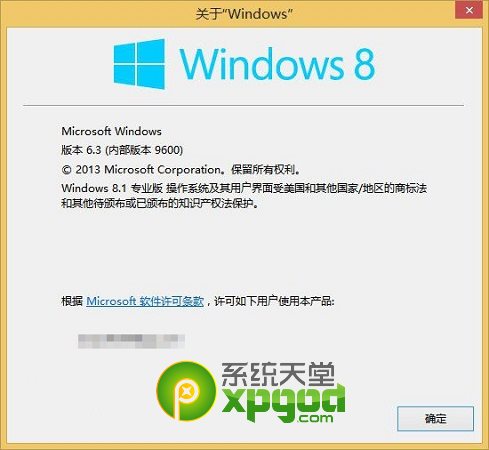 关于“Windows”
Windows 8
Microsoft Windows
版本 6.3 (内部版本 9600)
© 2013 Microsoft Corporation。保留所有权利。
Windows 8.1 专业版 操作系统及其用户界面受美国和其他国家/地区的商标法
和其他待颁布或已颁布的知识产权法保护。
根据 Microsoft 软件许可条款，许可如下用户使用本产品:
系统天堂
xpgod.com
确定